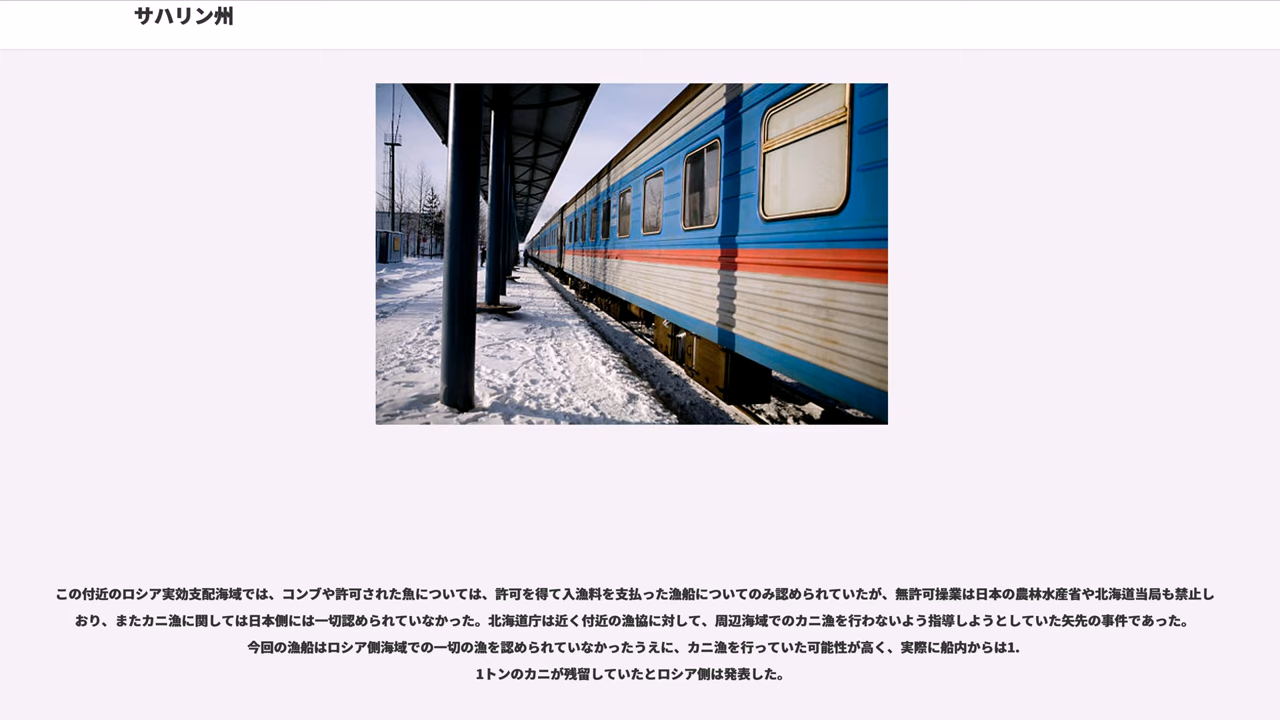 サハリン州
この付近のロシア実効支配海域では、コンブや許可された魚については、許可を得て入漁料を支払った漁船についてのみ認められていたが、無許可操業は日本の農林水産省や北海道当局も禁止し
おり、またカニ漁に関しては日本側には一切認められていなかった。北海道庁は近く付近の漁協に対して、周辺海域でのカニ漁を行わないよう指導しようとしていた矢先の事件であった。
今回の漁船はロシア側海域での一切の漁を認められていなかったうえに、カニ漁を行っていた可能性が高く、実際に船内からは1.
1トンのカニが残留していたとロシア側は発表した。